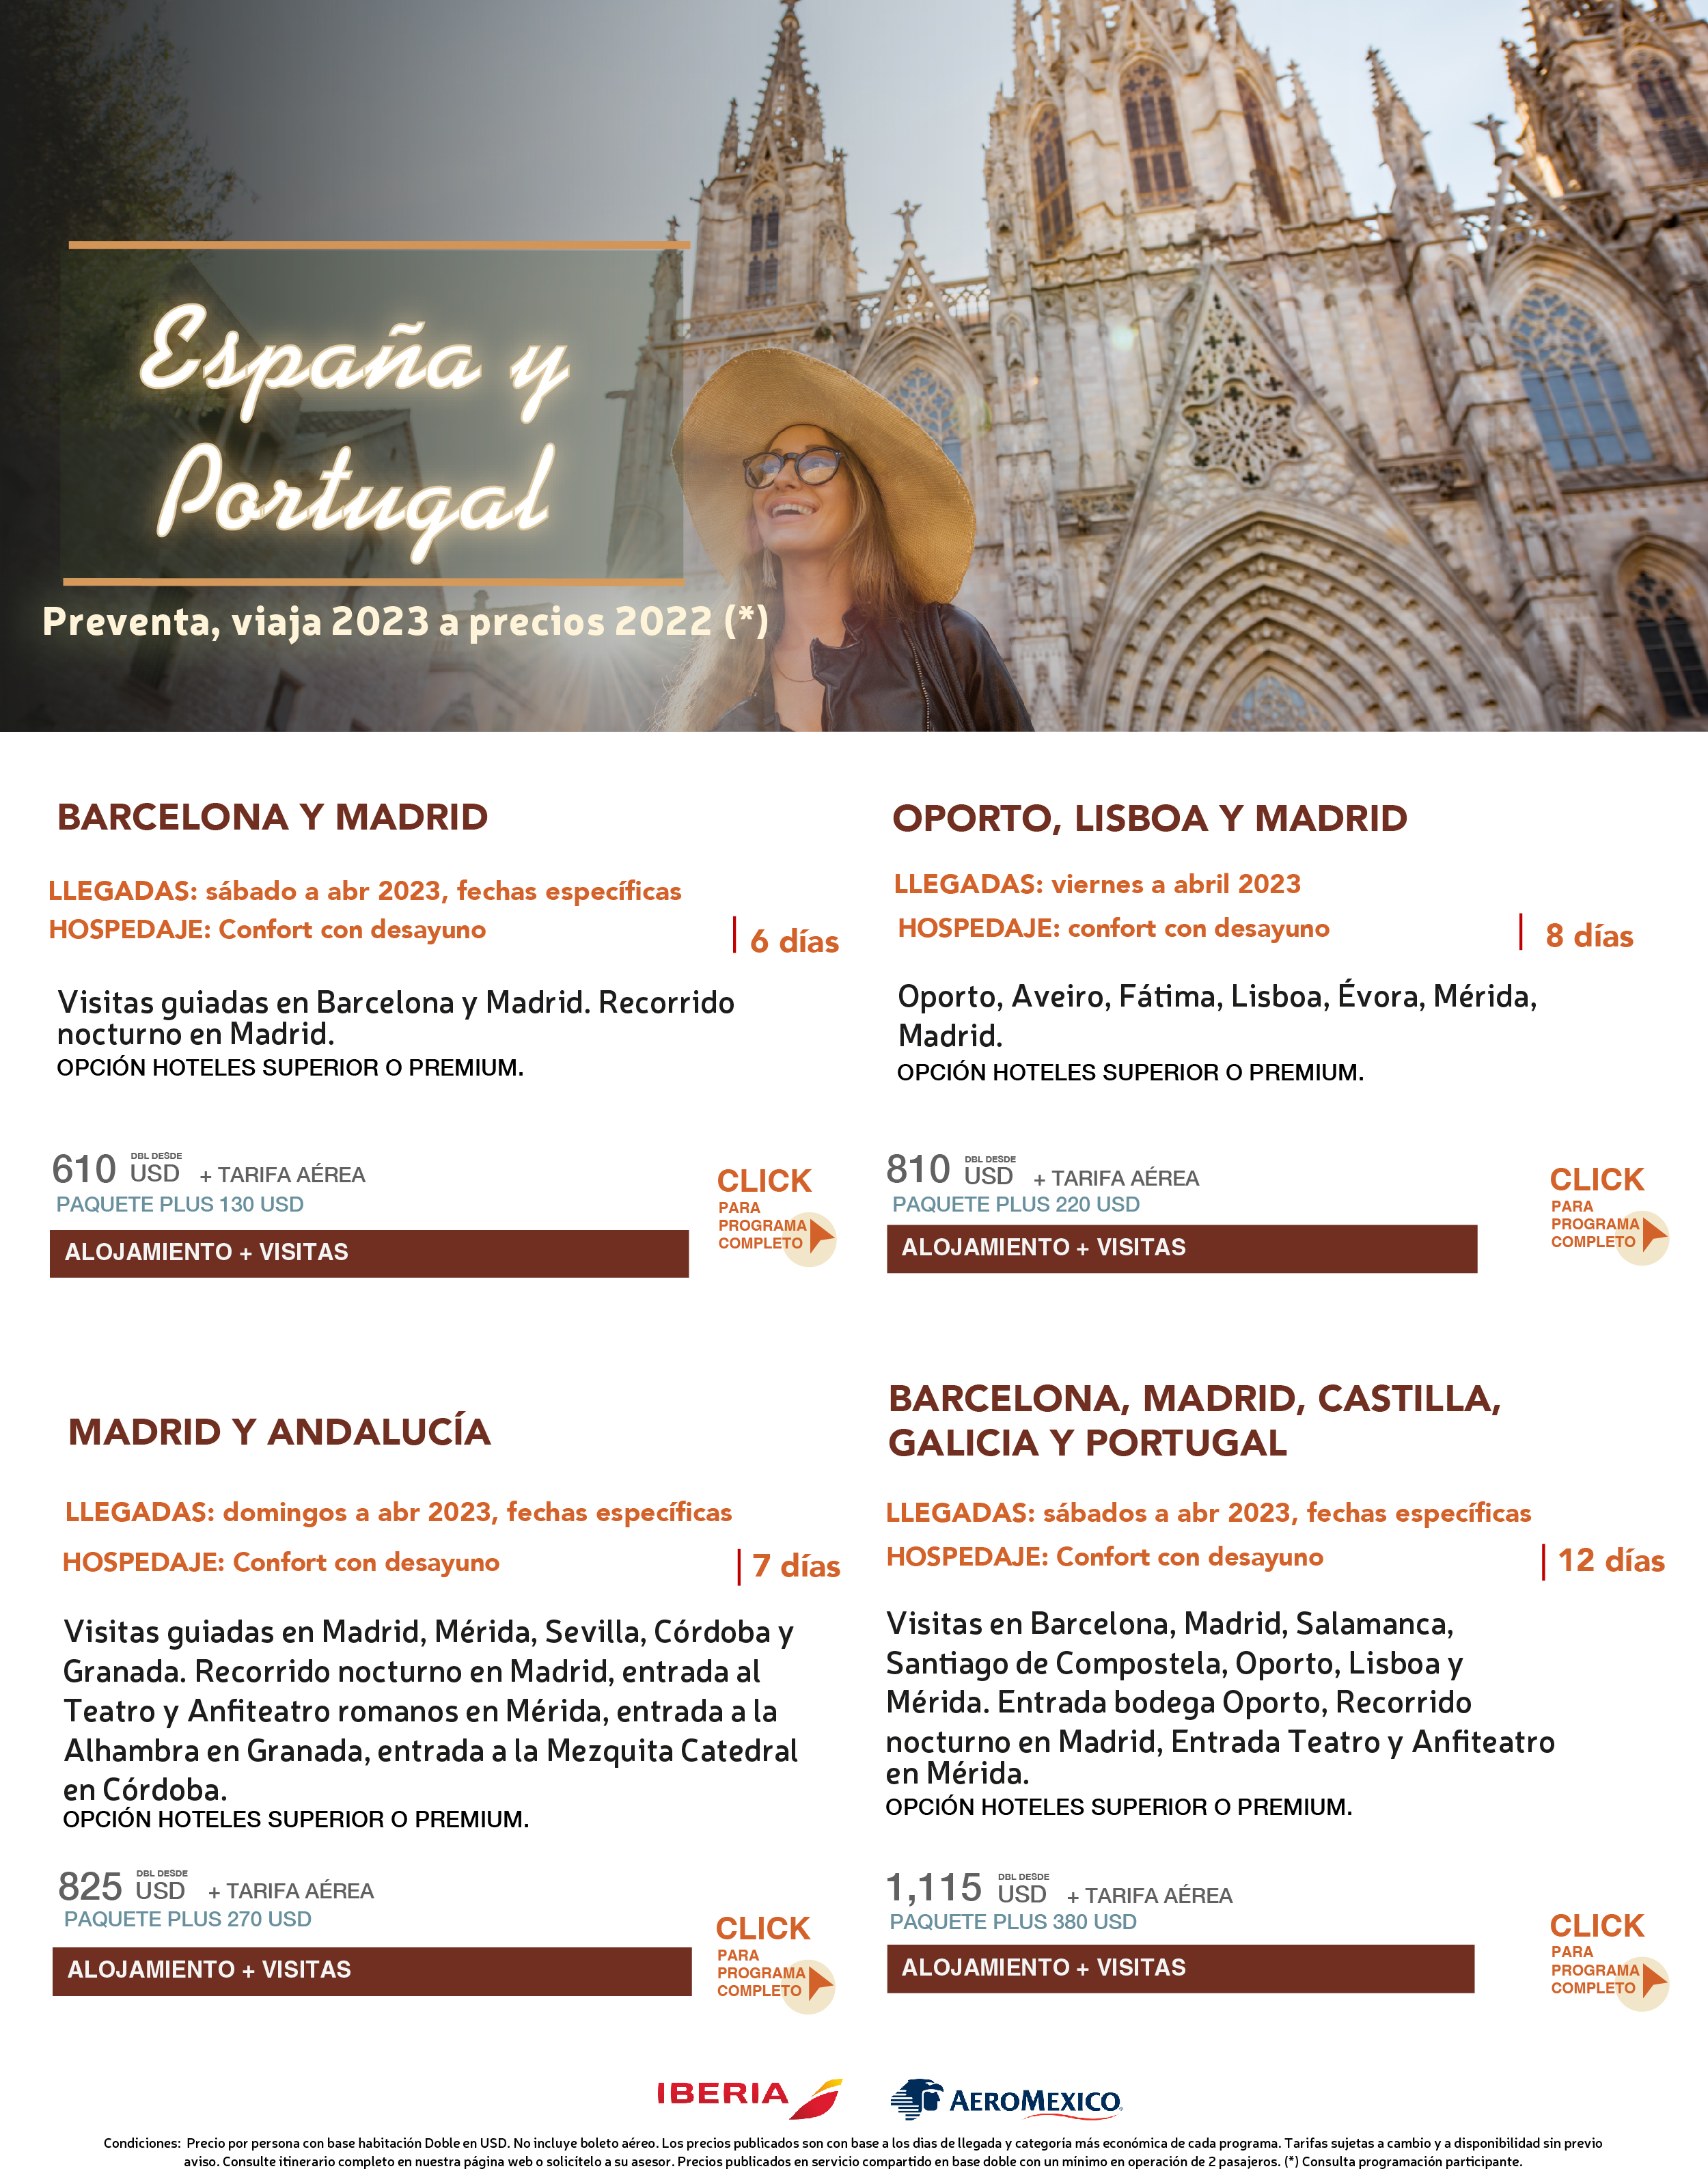 España y
Portugal
Preventa, viaja 2023 a precios 2022 (*)
BARCELONA Y MADRID
LLEGADAS: sábado a abr 2023, fechas específicas
HOSPEDAJE: Confort con desayuno
6 días
Visitas guiadas en Barcelona y Madrid. Recorrido
nocturno en Madrid.
OPCIÓN HOTELES SUPERIOR O PREMIUM.
610 DBL DESDE USD + TARIFA AÉREA
PAQUETE PLUS 130 USD
ALOJAMIENTO + VISITAS
CLICK
PARA
PROGRAMA
COMPLETO
OPORTO, LISBOA Y MADRID
LLEGADAS: viernes a abril 2023
HOSPEDAJE: confort con desayuno
8 días
Oporto, Aveiro, Fátima, Lisboa, Évora, Mérida,
Madrid.
OPCIÓN HOTELES SUPERIOR O PREMIUM.
810 DBL DESDE USD + TARIFA AÉREA
PAQUETE PLUS 220 USD
ALOJAMIENTO + VISITAS
CLICK
PARA
PROGRAMA
COMPLETO
MADRID Y ANDALUCÍA
LLEGADAS: domingos a abr 2023, fechas específicas
HOSPEDAJE: Confort con desayuno
7 días
Visitas guiadas en Madrid, Mérida, Sevilla, Córdoba y
Granada. Recorrido nocturno en Madrid, entrada al
Teatro y Anfiteatro romanos en Mérida, entrada a la
Alhambra en Granada, entrada a la Mezquita Catedral
en Córdoba.
OPCIÓN HOTELES SUPERIOR O PREMIUM.
825 DBL DESDE USD + TARIFA AÉREA
PAQUETE PLUS 270 USD
ALOJAMIENTO + VISITAS
CLICK
PARA
PROGRAMA
COMPLETO
BARCELONA, MADRID, CASTILLA,
GALICIA Y PORTUGAL
LLEGADAS: sábados a abr 2023, fechas específicas
HOSPEDAJE: Confort con desayuno
12 días
Visitas en Barcelona, Madrid, Salamanca,
Santiago de Compostela, Oporto, Lisboa y
Mérida. Entrada bodega Oporto, Recorrido
nocturno en Madrid, Entrada Teatro y Anfiteatro
en Mérida.
OPCIÓN HOTELES SUPERIOR O PREMIUM.
1,115 DBL DESDE USD + TARIFA AÉREA
PAQUETE PLUS 380 USD
ALOJAMIENTO + VISITAS
CLICK
PARA
PROGRAMA
COMPLETO
IBERIA
AEROMEXICO
Condiciones: Precio por persona con base habitación Doble en USD. No incluye boleto aéreo. Los precios publicados son con base a los dias de llegada y categoría más económica de cada programa. Tarifas sujetas a cambio y a disponibilidad sin previo
aviso. Consulte itinerario completo en nuestra página web o solicítelo a su asesor. Precios publicados en servicio compartido en base doble con un mínimo en operación de 2 pasajeros. (*) Consulta programación participante.